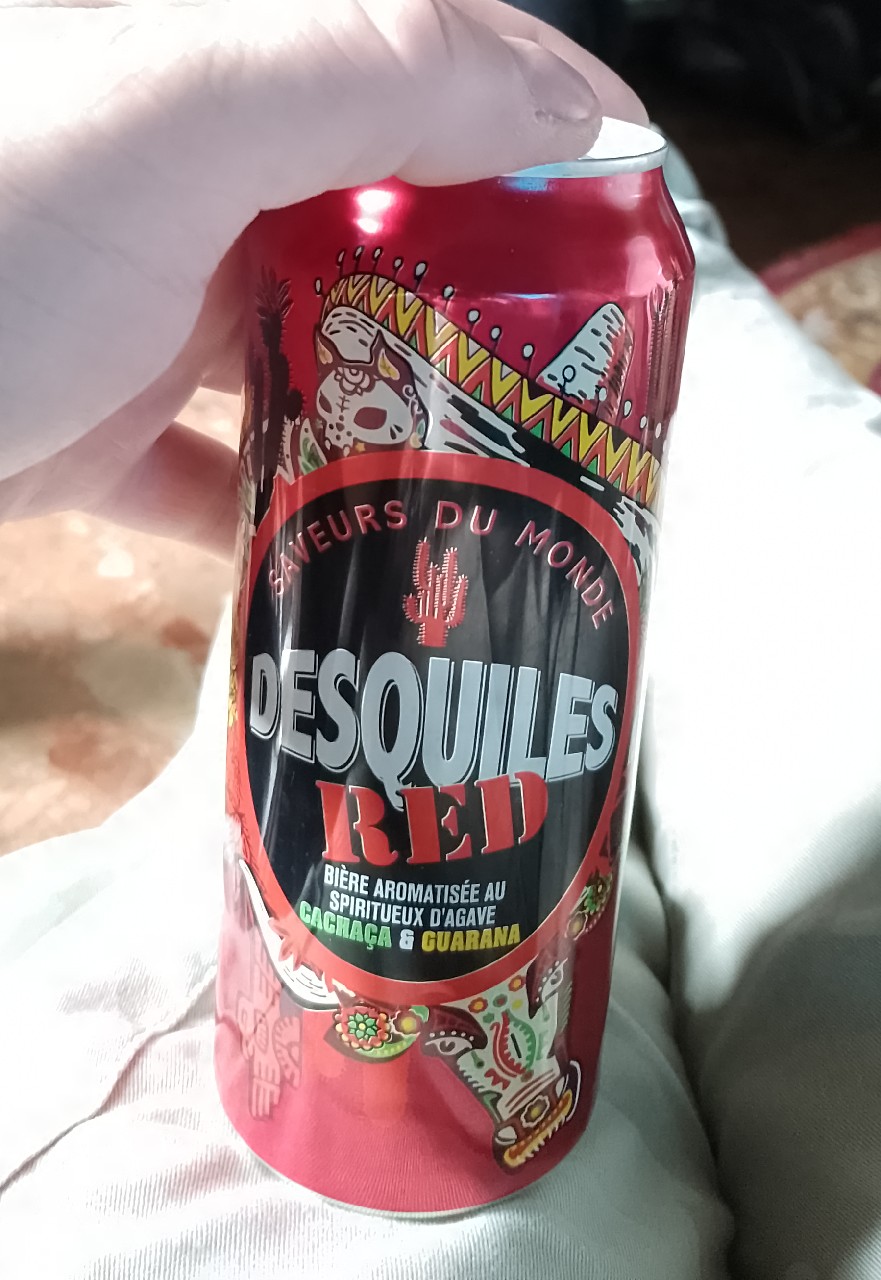 SAVEURS DU MONDE
DESQUILES
RED
BIÈRE AROMATISÉE AU
SPIRITUEUX D'AGAVE
CACHAÇA & GUARANA